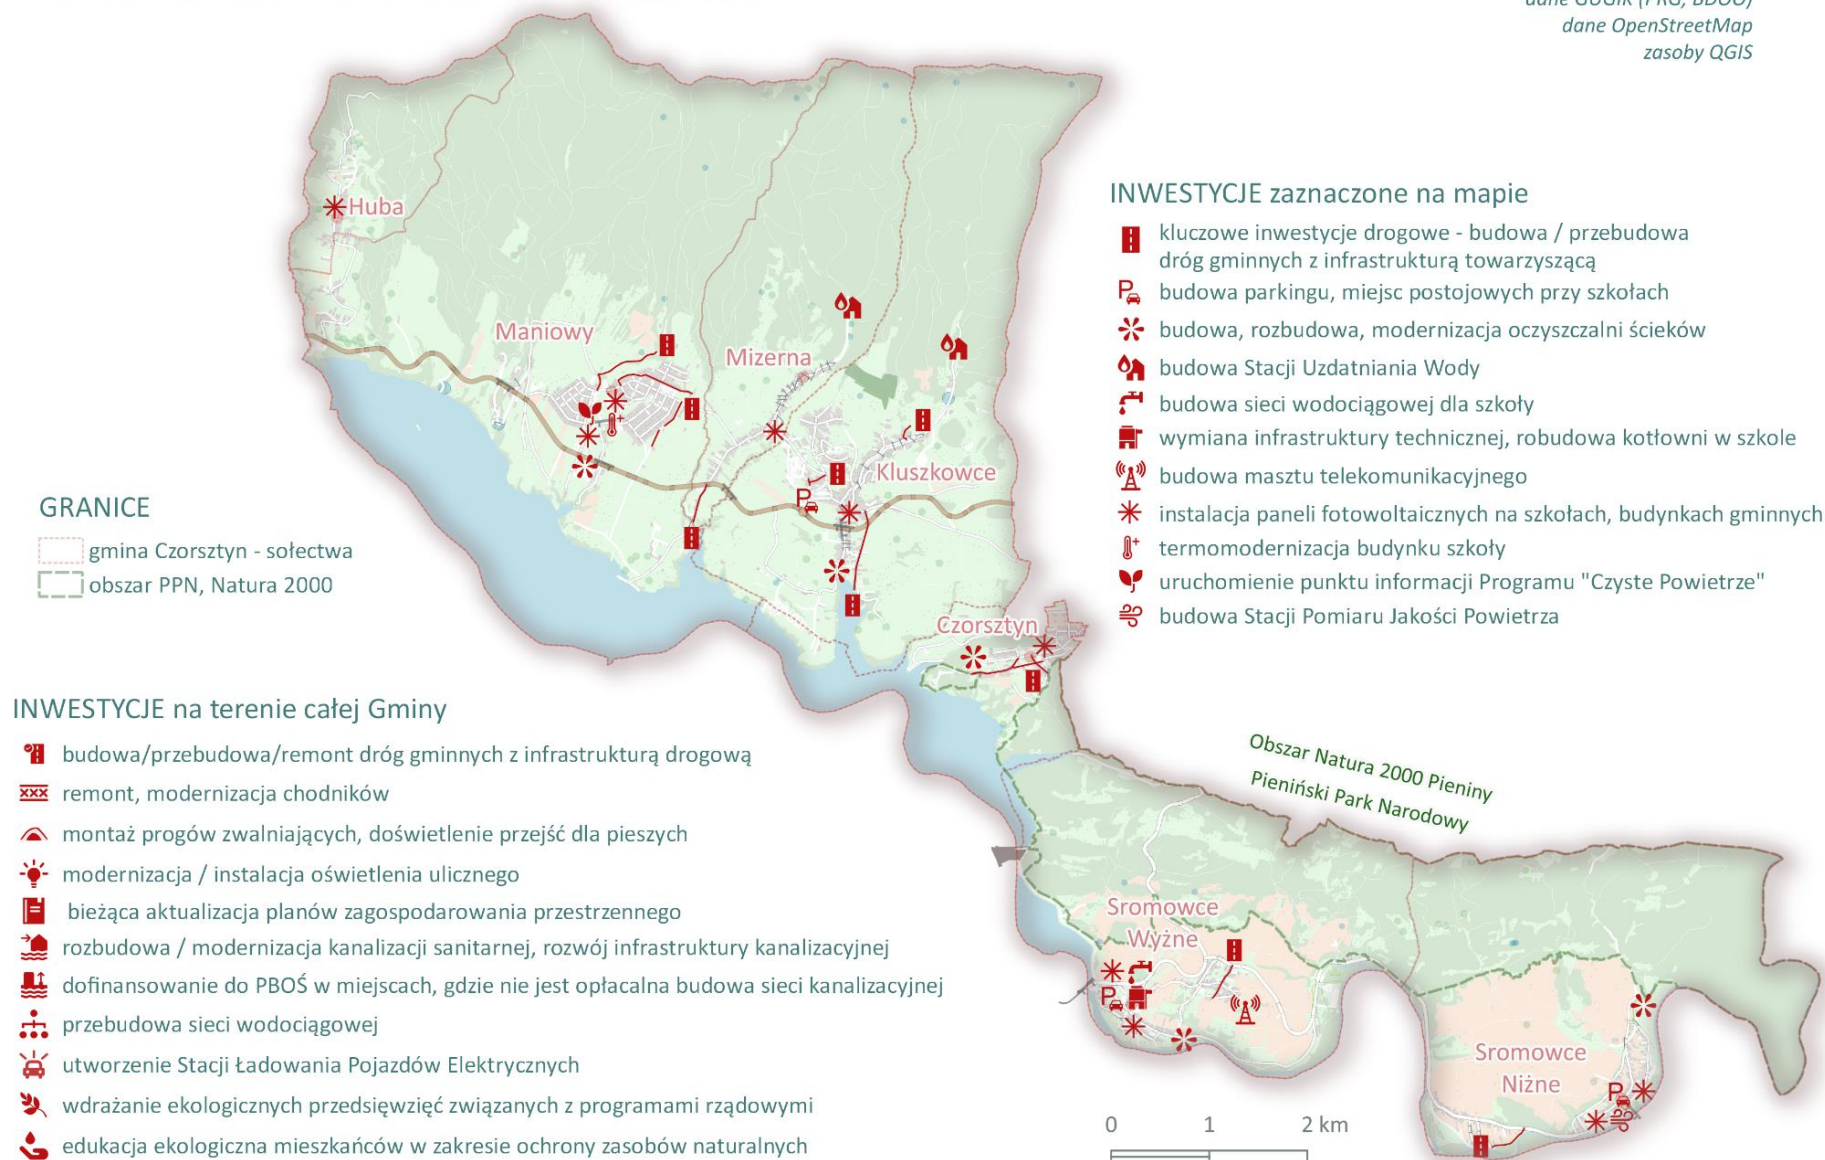 dane GUGiK (PRG, BDOO)
dane OpenStreetMap
zasoby QGIS
Huba
Maniowy
Mizerna
Kluszkowce
Czorsztyn
Sromowce
Wyżne
Sromowce
Niżne
Obszar Natura 2000 Pieniny
Pieniński Park Narodowy
INWESTYCJE zaznaczone na mapie
kluczowe inwestycje drogowe - budowa / przebudowa
dróg gminnych z infrastrukturą towarzyszącą
budowa parkingu, miejsc postojowych przy szkołach
budowa, rozbudowa, modernizacja oczyszczalni ścieków
budowa Stacji Uzdatniania Wody
budowa sieci wodociągowej dla szkoły
wymiana infrastruktury technicznej, robudowa kotłowni w szkole
budowa masztu telekomunikacyjnego
instalacja paneli fotowoltaicznych na szkołach, budynkach gminnych
termomodernizacja budynku szkoły
uruchomienie punktu informacji Programu "Czyste Powietrze"
budowa Stacji Pomiaru Jakości Powietrza
GRANICE
gmina Czorsztyn - sołectwa
obszar PPN, Natura 2000
INWESTYCJE na terenie całej Gminy
budowa/przebudowa/remont dróg gminnych z infrastrukturą drogową
remont, modernizacja chodników
montaż progów zwalniających, doświetlenie przejść dla pieszych
modernizacja / instalacja oświetlenia ulicznego
bieżąca aktualizacja planów zagospodarowania przestrzennego
rozbudowa / modernizacja kanalizacji sanitarnej, rozwój infrastruktury kanalizacyjnej
dofinansowanie do PBOŚ w miejscach, gdzie nie jest opłacalna budowa sieci kanalizacyjnej
przebudowa sieci wodociągowej
utworzenie Stacji Ładowania Pojazdów Elektrycznych
wdrażanie ekologicznych przedsięwzięć związanych z programami rządowymi
edukacja ekologiczna mieszkańców w zakresie ochrony zasobów naturalnych
0 1 2 km